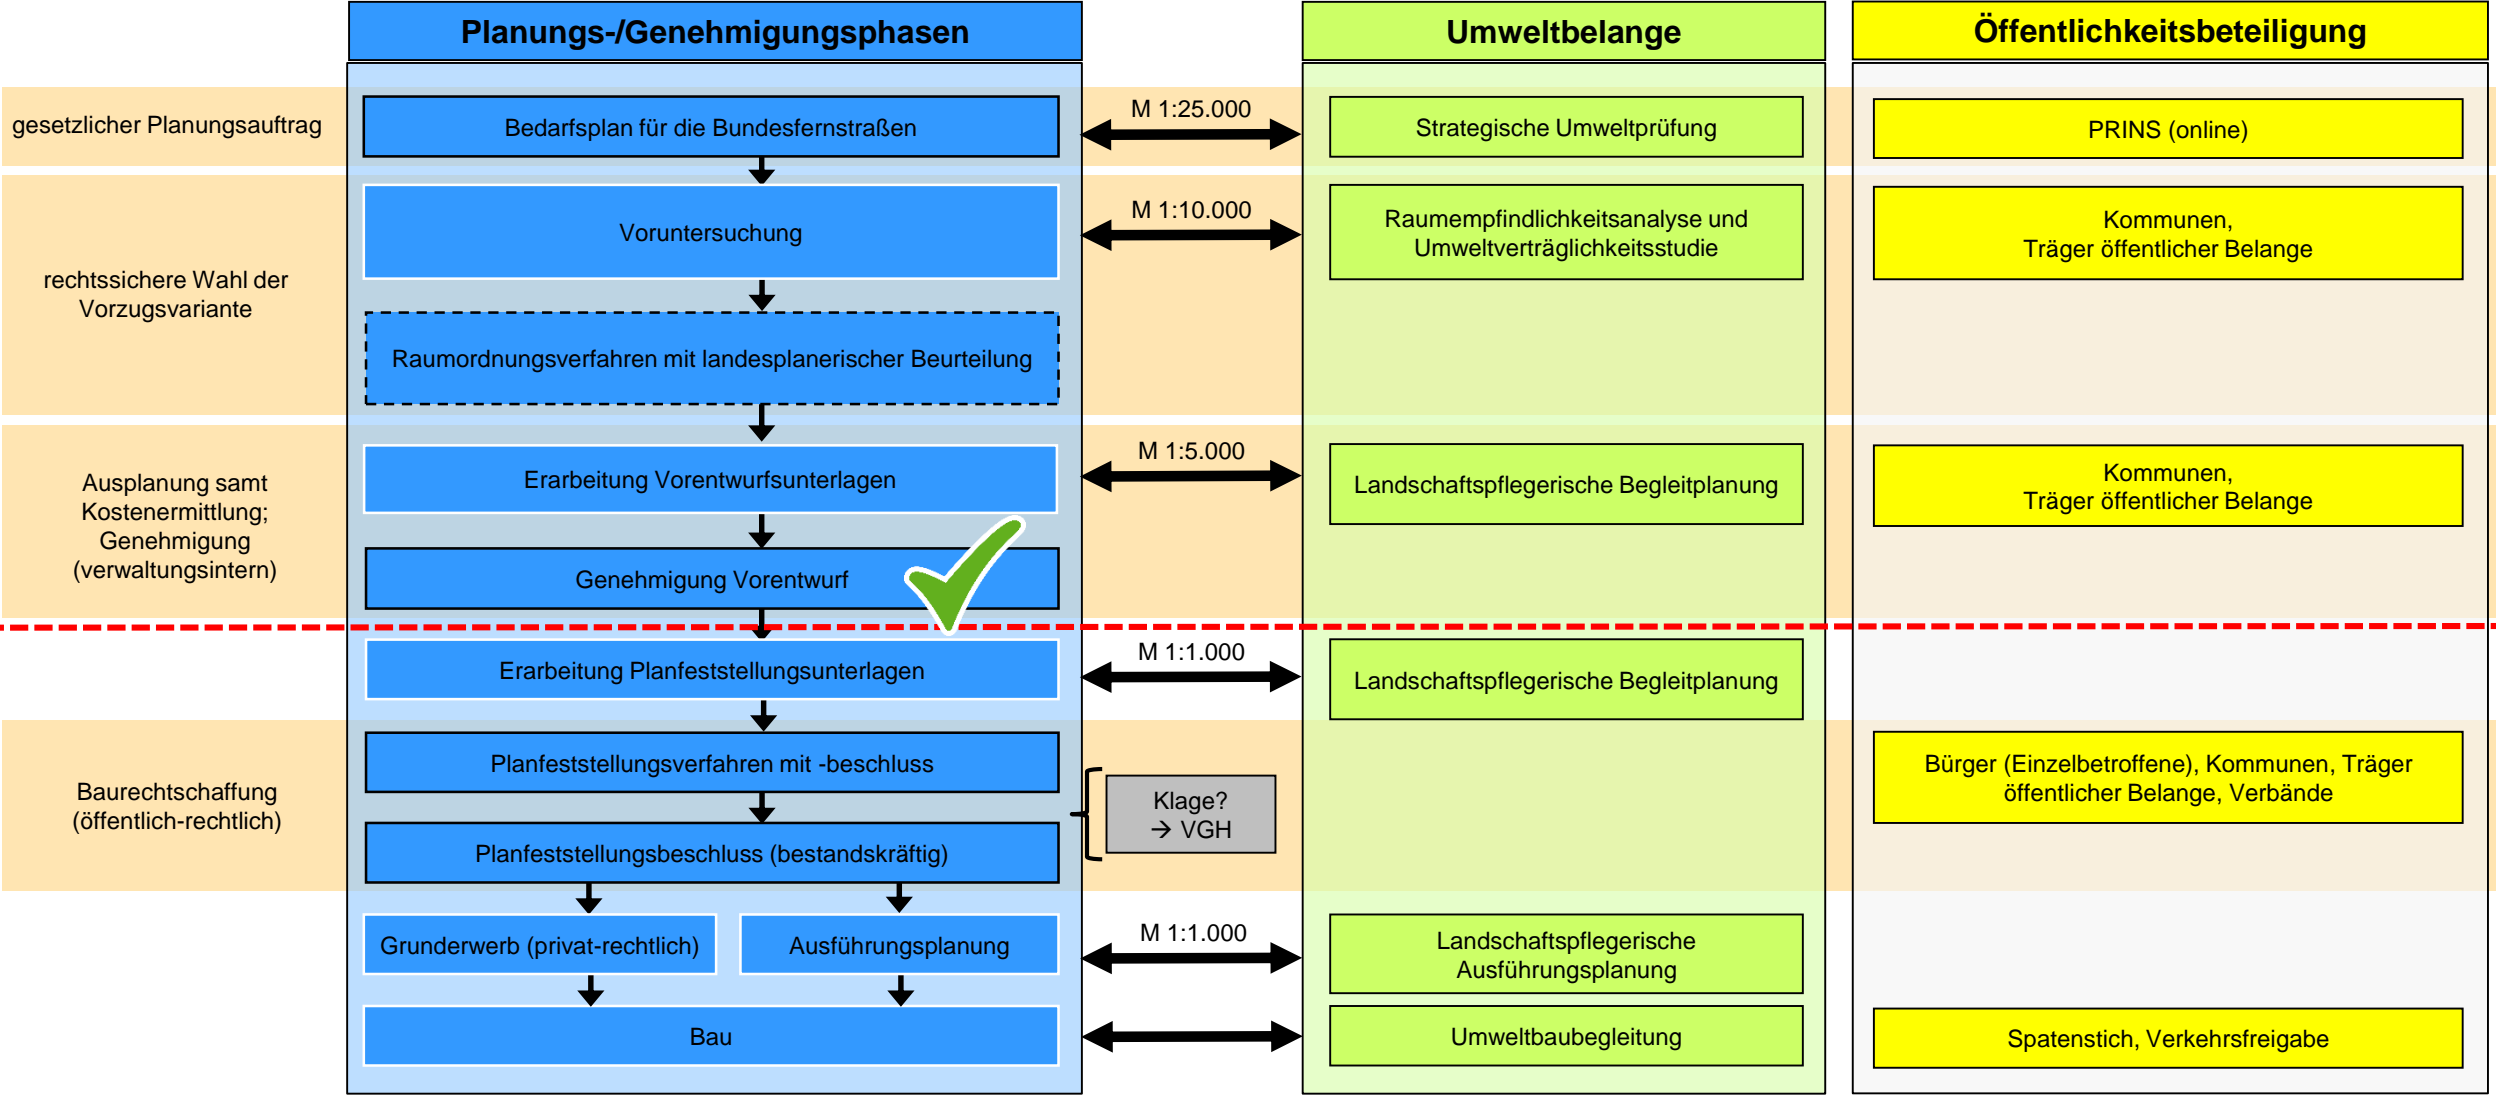 Planungs-/Genehmigungsphasen
Umweltbelange
Öffentlichkeitsbeteiligung
gesetzlicher Planungsauftrag
Bedarfsplan für die Bundesfernstraßen
M 1:25.000
Strategische Umweltprüfung
PRINS (online)
rechtssichere Wahl der
Vorzugsvariante
Voruntersuchung
M 1:10.000
Raumempfindlichkeitsanalyse und
Umweltverträglichkeitsstudie
Kommunen,
Träger öffentlicher Belange
Raumordnungsverfahren mit landesplanerischer Beurteilung
Ausplanung samt
Kostenermittlung;
Genehmigung
(verwaltungsintern)
Erarbeitung Vorentwurfsunterlagen
M 1:5.000
Landschaftspflegerische Begleitplanung
Kommunen,
Träger öffentlicher Belange
Genehmigung Vorentwurf
Erarbeitung Planfeststellungsunterlagen
M 1:1.000
Landschaftspflegerische Begleitplanung
Baurechtschaffung
(öffentlich-rechtlich)
Planfeststellungsverfahren mit -beschluss
Klage?
→ VGH
Bürger (Einzelbetroffene), Kommunen, Träger
öffentlicher Belange, Verbände
Planfeststellungsbeschluss (bestandskräftig)
Grunderwerb (privat-rechtlich)
Ausführungsplanung
M 1:1.000
Landschaftspflegerische
Ausführungsplanung
Bau
Umweltbaubegleitung
Spatenstich, Verkehrsfreigabe